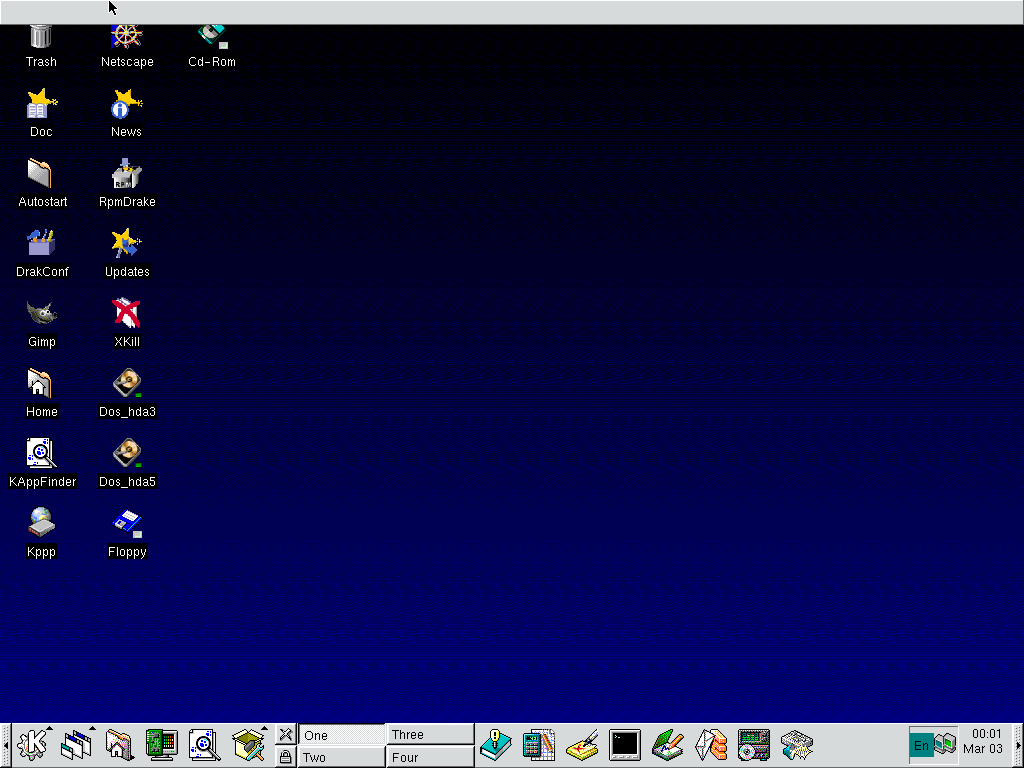 Trash
Netscape
Cd-Rom
Doc
News
Autostart
RPM
RpmDrake
DrakConf
Updates
Gimp
XKill
Home
Dos_hda3
KAppFinder
Dos_hda5
Kppp
Floppy
K
One
Two
Three
Four
En
00:01
Mar 03